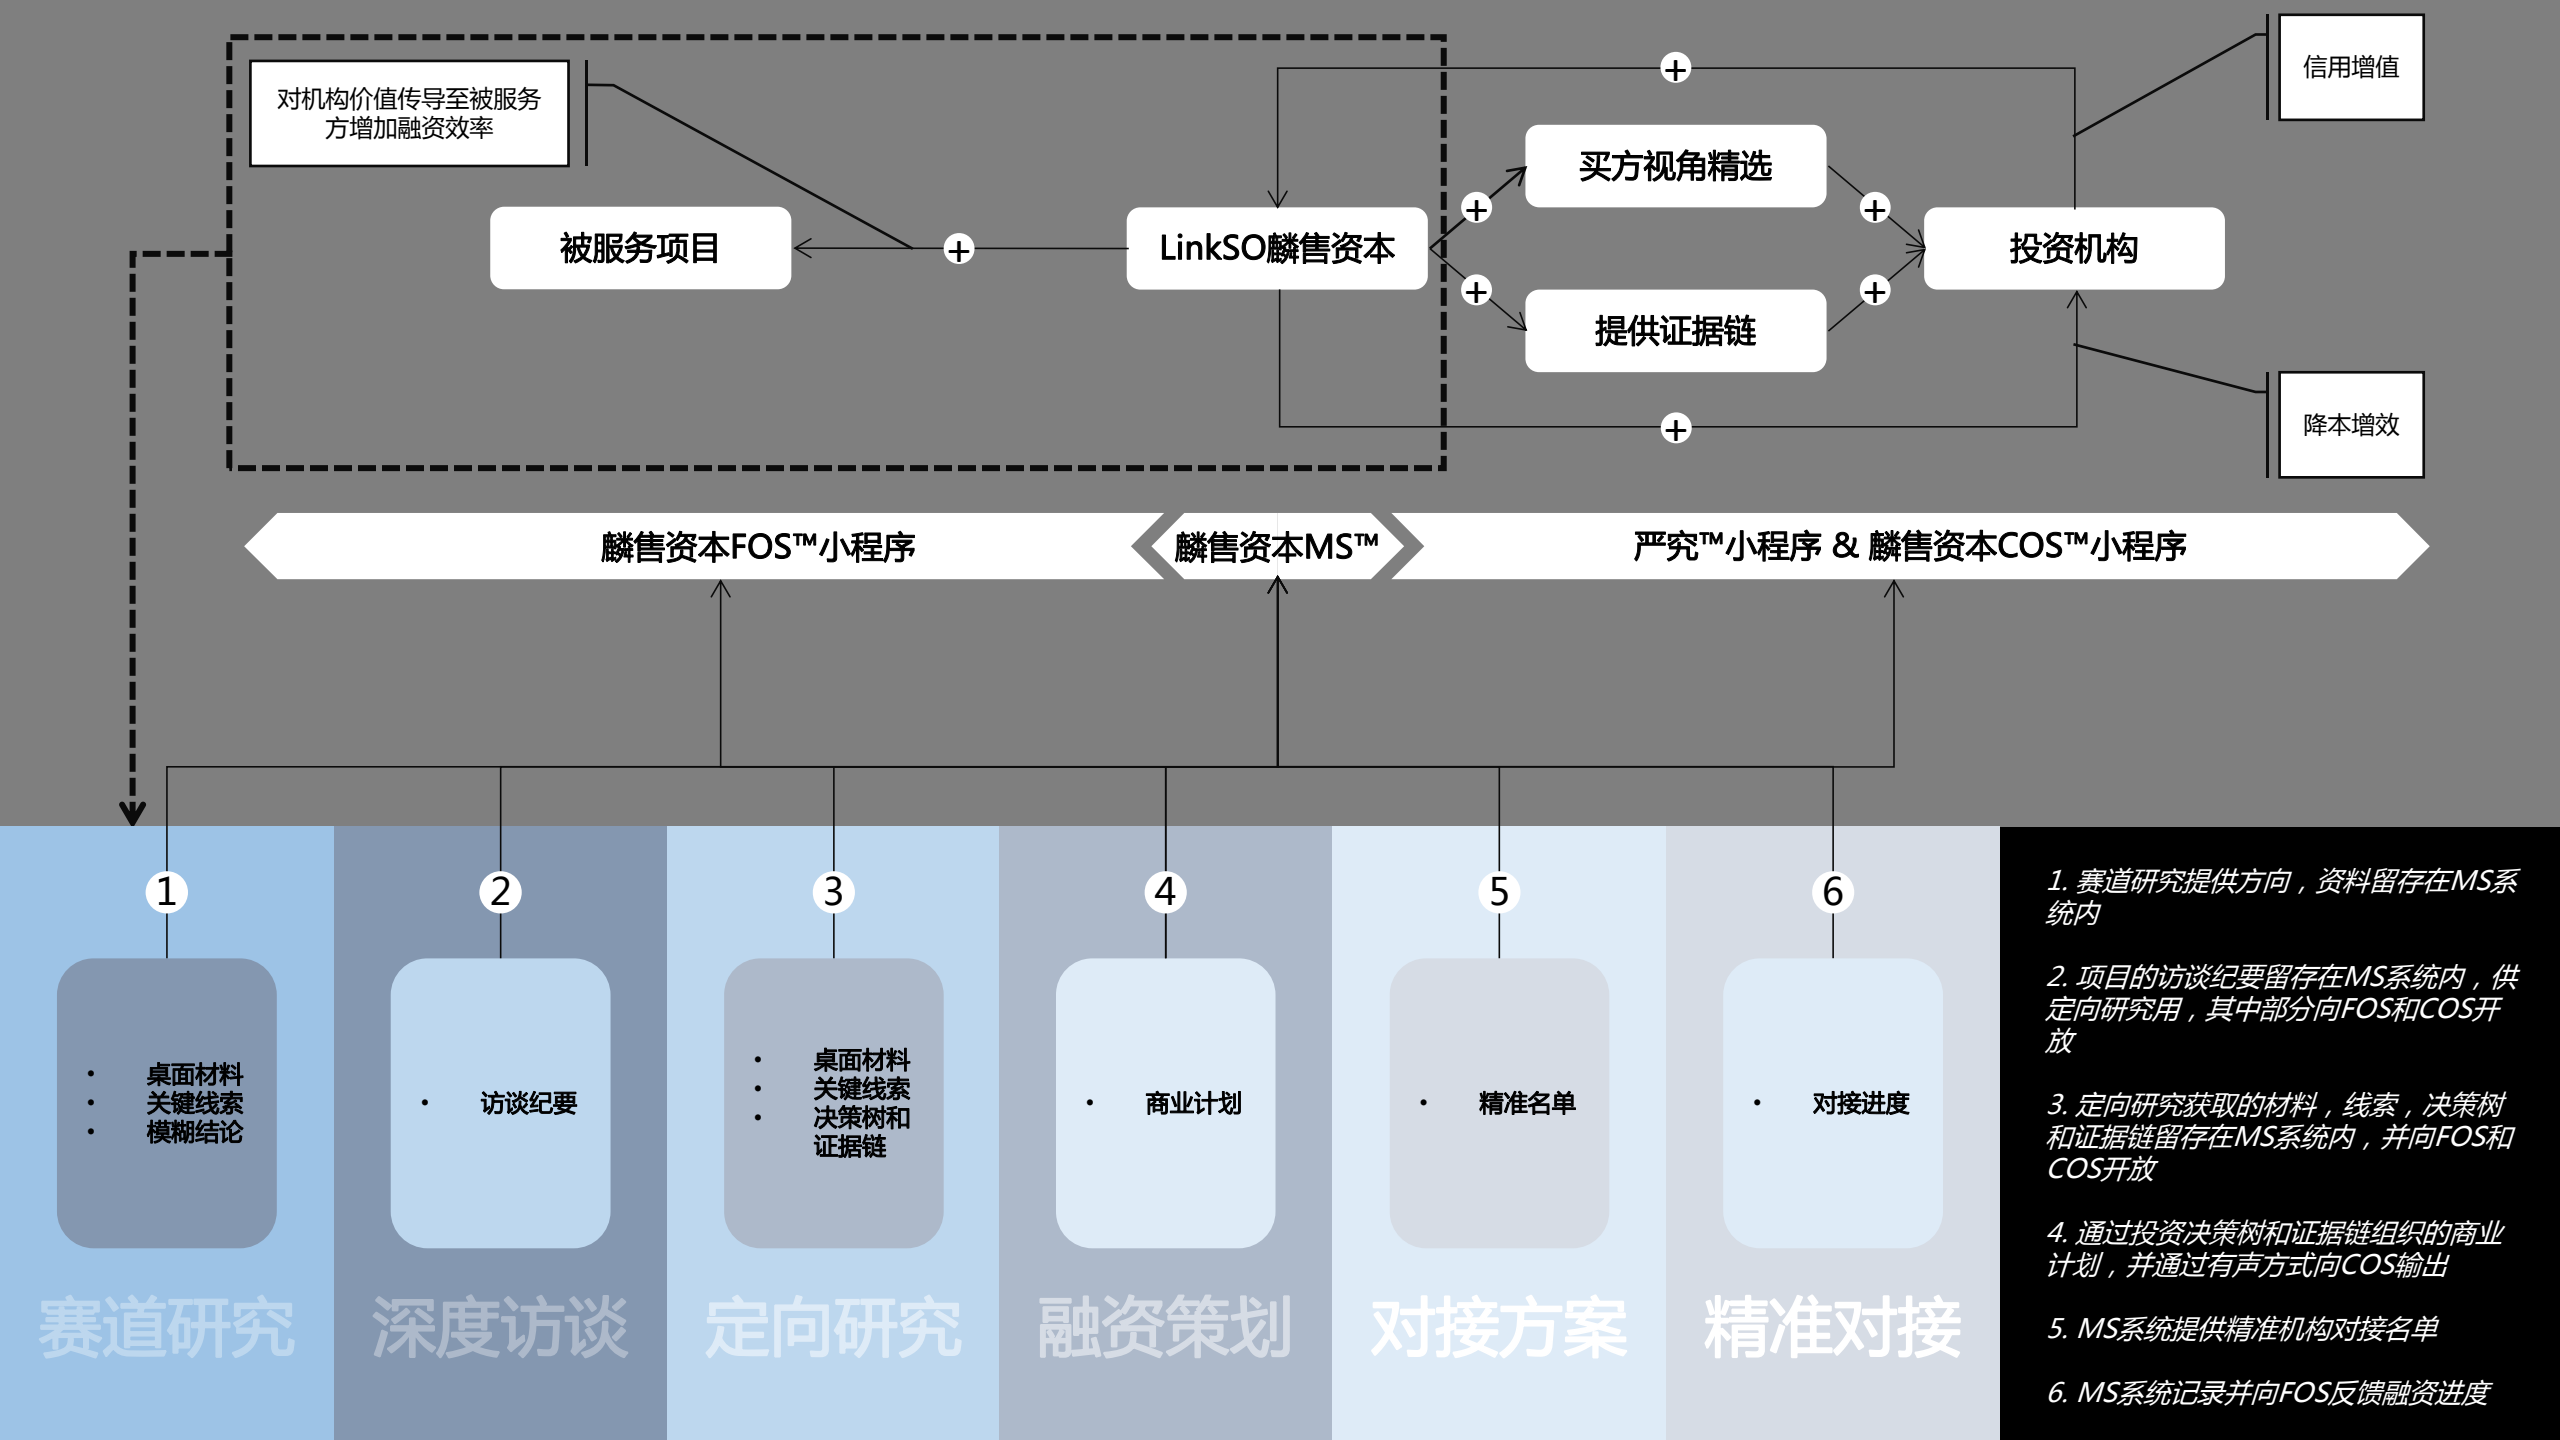 对机构价值传导至被服务
方增加融资效率
信用增值
+
买方视角精选
+
+
被服务项目
+
LinkSO麟售资本
投资机构
+
+
提供证据链
+
降本增效
麟售资本FOS™小程序
麟售资本MS™
严究™小程序 & 麟售资本COS™小程序
1
2
3
4
5
6
• 桌面材料
• 关键线索
• 模糊结论
• 访谈纪要
• 桌面材料
• 关键线索
• 决策树和
证据链
• 商业计划
• 精准名单
• 对接进度
赛道研究
深度访谈
定向研究
融资策划
对接方案
精准对接
1. 赛道研究提供方向，资料留存在MS系
统内
2. 项目的访谈纪要留存在MS系统内，供
定向研究用，其中部分向FOS和COS开
放
3. 定向研究获取的材料，线索，决策树
和证据链留存在MS系统内，并向FOS和
COS开放
4. 通过投资决策树和证据链组织的商业
计划，并通过有声方式向COS输出
5. MS系统提供精准机构对接名单
6. MS系统记录并向FOS反馈融资进度